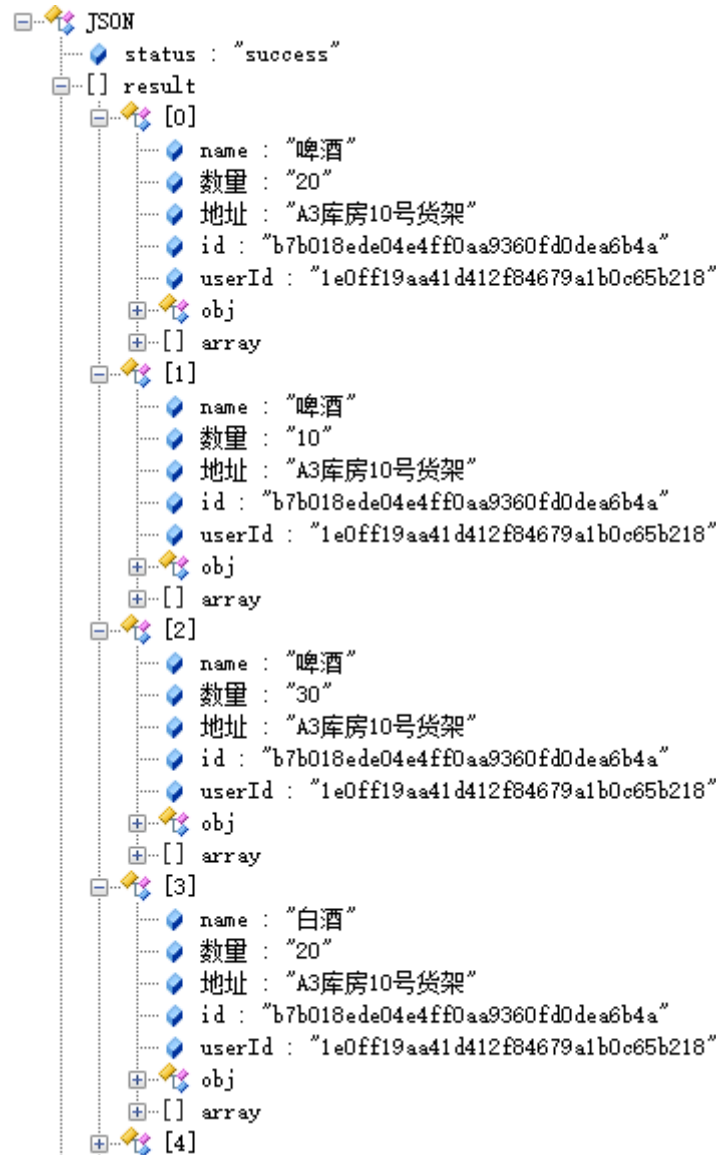 JSON
status : "success"
[] result
[0]
name : "啤酒"
数量 : "20"
地址 : "A3库房10号货架"
id : "b7b018ede04e4ff0aa9360fd0dea6b4a"
userId : "1e0ff19aa41d412f84679a1b0c65b218"
obj
[] array
[1]
name : "啤酒"
数量 : "10"
地址 : "A3库房10号货架"
id : "b7b018ede04e4ff0aa9360fd0dea6b4a"
userId : "1e0ff19aa41d412f84679a1b0c65b218"
obj
[] array
[2]
name : "啤酒"
数量 : "30"
地址 : "A3库房10号货架"
id : "b7b018ede04e4ff0aa9360fd0dea6b4a"
userId : "1e0ff19aa41d412f84679a1b0c65b218"
obj
[] array
[3]
name : "白酒"
数量 : "20"
地址 : "A3库房10号货架"
id : "b7b018ede04e4ff0aa9360fd0dea6b4a"
userId : "1e0ff19aa41d412f84679a1b0c65b218"
obj
[] array
[4]